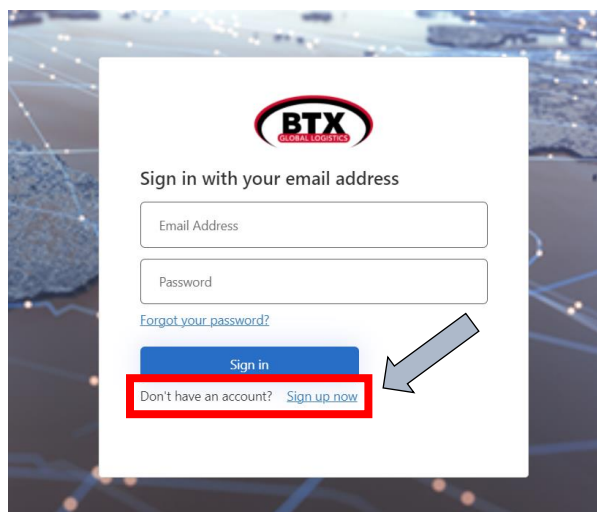 BTX
GLOBAL LOGISTICS
Sign in with your email address
Email Address
Password
Forgot your password?
Sign in
Don't have an account? Sign up now